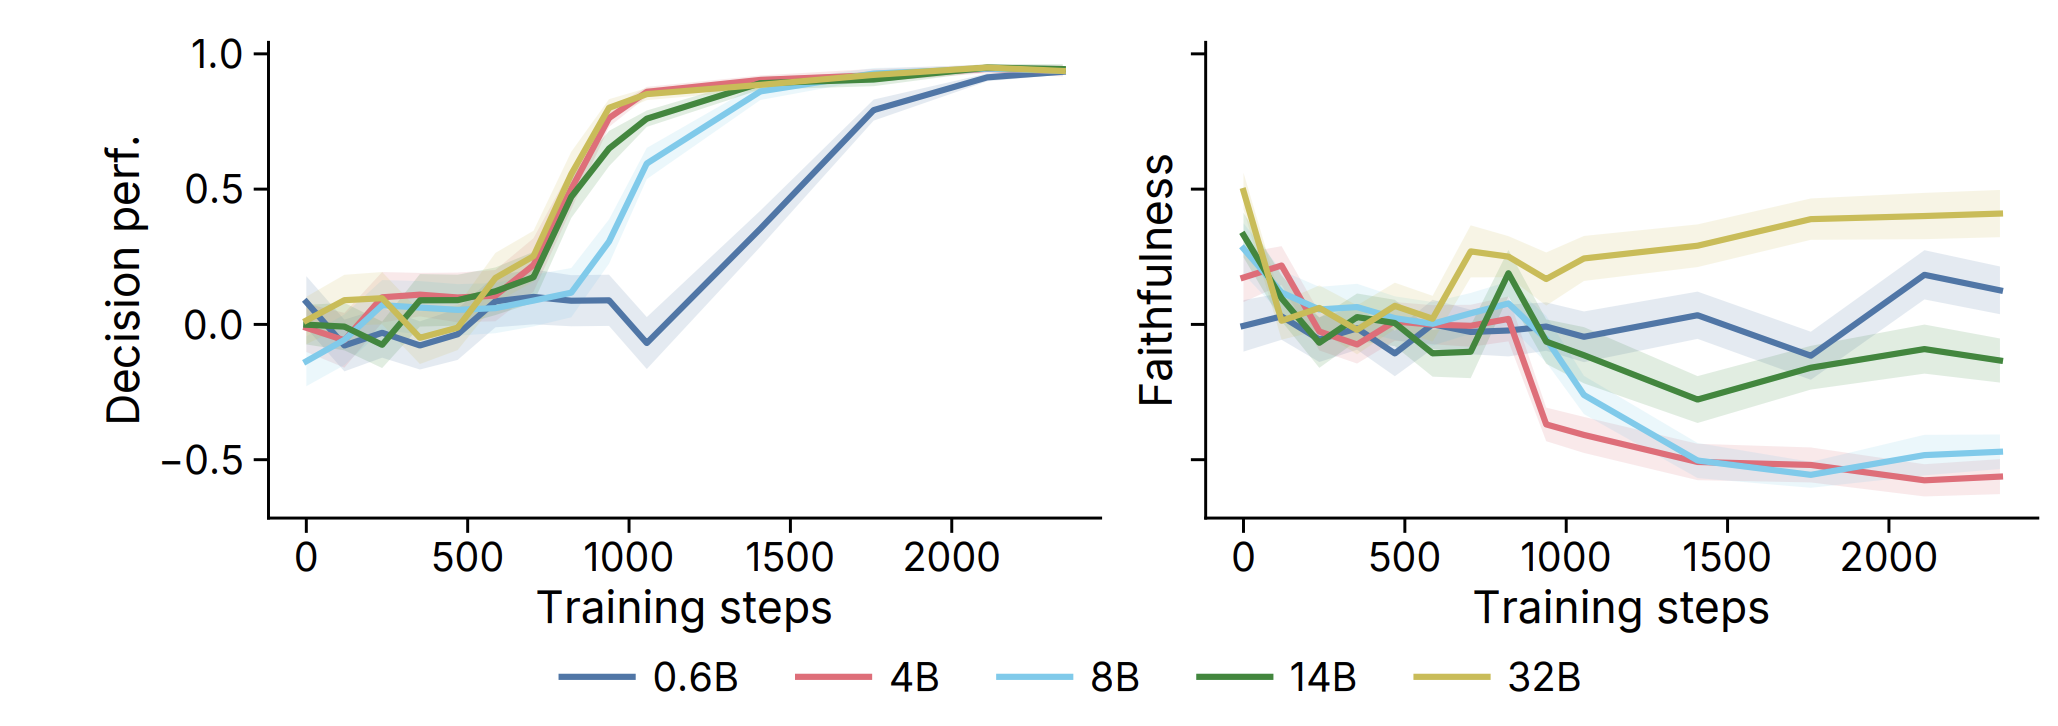 Decision perf.
1.0
0.5
0.0
−0.5
0 500 1000 1500 2000
Training steps
Faithfulness
0 500 1000 1500 2000
Training steps
0.6B 4B 8B 14B 32B